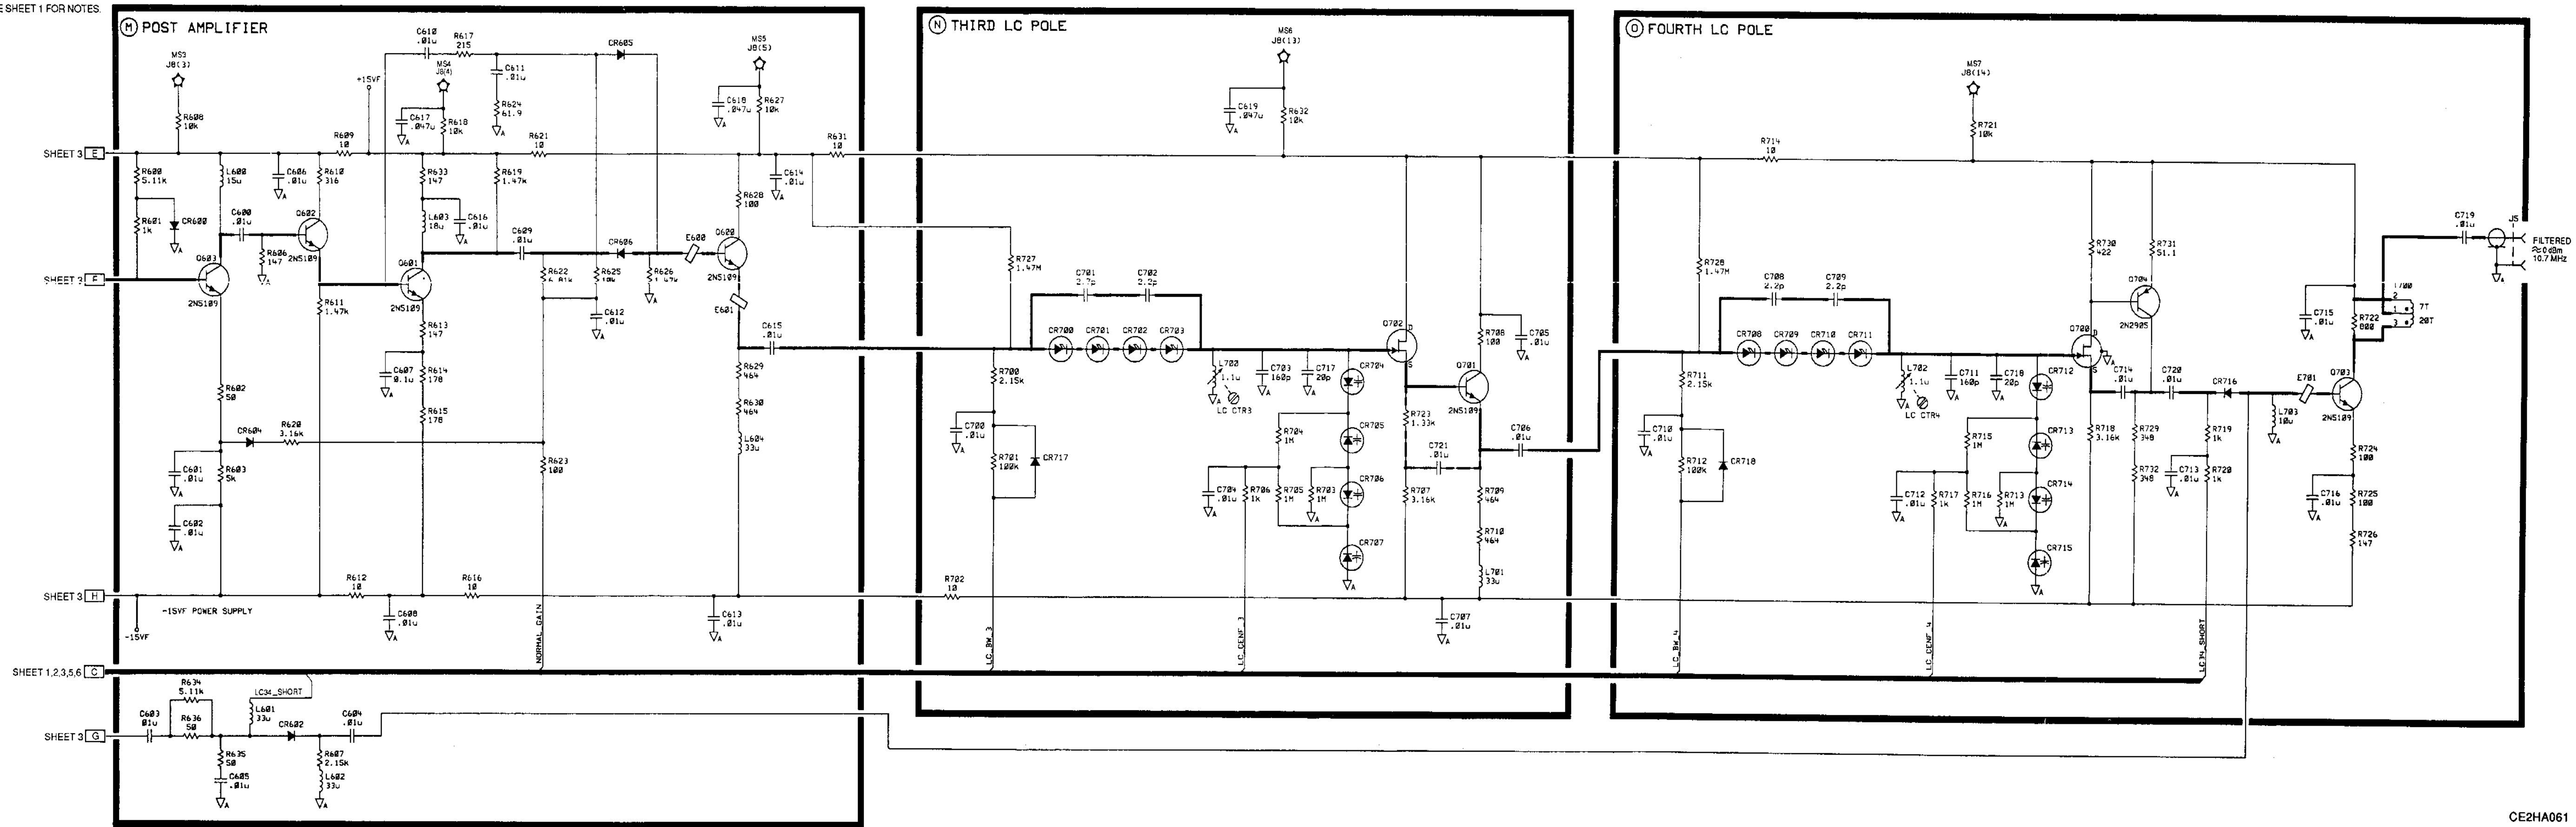 E SHEET 1 FOR NOTES.
M POST AMPLIFIER
MS3
J8(3)
R608
10k
+15VF
C610
.01u
R617
215
CR605
MS4
J8(4)
C611
.01u
R624
61.9
C617
.047u
R618
10k
MS5
J8(5)
C618
.047u
R627
10k
SHEET 3 E
R609
10
R621
10
R631
10
R600
5.11k
L600
15u
C606
.01u
R610
316
R633
147
R619
1.47k
C614
.01u
R628
100
R601
1k
CR600
C600
.01u
Q602
2N5109
R606
147
L603
18u
C616
.01u
C609
.01u
CR606
E600
Q600
2N5109
SHEET 3 F
Q603
2N5109
Q601
2N5109
R622
R625
R626
R611
1.47k
C612
.01u
E601
R613
147
C615
.01u
C607
0.1u
R614
178
R629
464
R602
50
R615
178
R630
464
CR604
R620
3.16k
L604
33u
C601
.01u
R603
5k
R623
100
C602
.01u
SHEET 3 H
R612
10
R616
10
-15VF POWER SUPPLY
C608
.01u
C613
.01u
-15VF
NORMAL_GAIN
SHEET 1,2,3,5,6 C
R634
5.11k
LC34_SHORT
C603
01u
R636
50
L601
33u
CR602
C604
.01u
SHEET 3 G
R635
50
R607
2.15k
C605
.01u
L602
33u
N THIRD LC POLE
MS6
J8(13)
C619
.047u
R632
10k
R727
1.47M
C701
2.7p
C702
2.2p
CR700
CR701
CR702
CR703
Q702
D
S
R708
100
C705
.01u
R700
2.15k
L700
1.1u
LC CTR3
C703
160p
C717
20p
CR704
Q701
2N5109
C700
.01u
R704
1M
CR705
R723
1.33k
C706
.01u
R701
100k
CR717
C721
.01u
C704
.01u
R706
1k
R705
1M
R703
1M
CR706
R707
3.16k
R709
464
R710
464
CR707
R702
10
L701
33u
C707
.01u
LC_BW_3
LC_CENF_3
O FOURTH LC POLE
MS7
J8(14)
R721
10k
R714
10
R728
1.47M
R730
422
R731
51.1
C719
.01u
J5
FILTERED
≈0dBm
10.7 MHz
C708
2.2p
C709
2.2p
Q704
2N2905
T700
2
1
3
7T
20T
C715
.01u
R722
800
CR708
CR709
CR710
CR711
Q700
D
S
R711
2.15k
L702
1.1u
LC CTR4
C711
160p
C718
20p
CR712
C714
.01u
C720
.01u
CR716
E701
Q703
2N5109
L703
10u
C710
.01u
R715
1M
CR713
R718
3.16k
R729
348
R719
1k
R724
100
R712
100k
CR718
C712
.01u
R717
1k
R716
1M
R713
1M
CR714
R732
348
C713
.01u
R720
1k
C716
.01u
R725
100
CR715
R726
147
LC_BW_4
LC_CENF_4
LC34_SHORT
CE2HA061